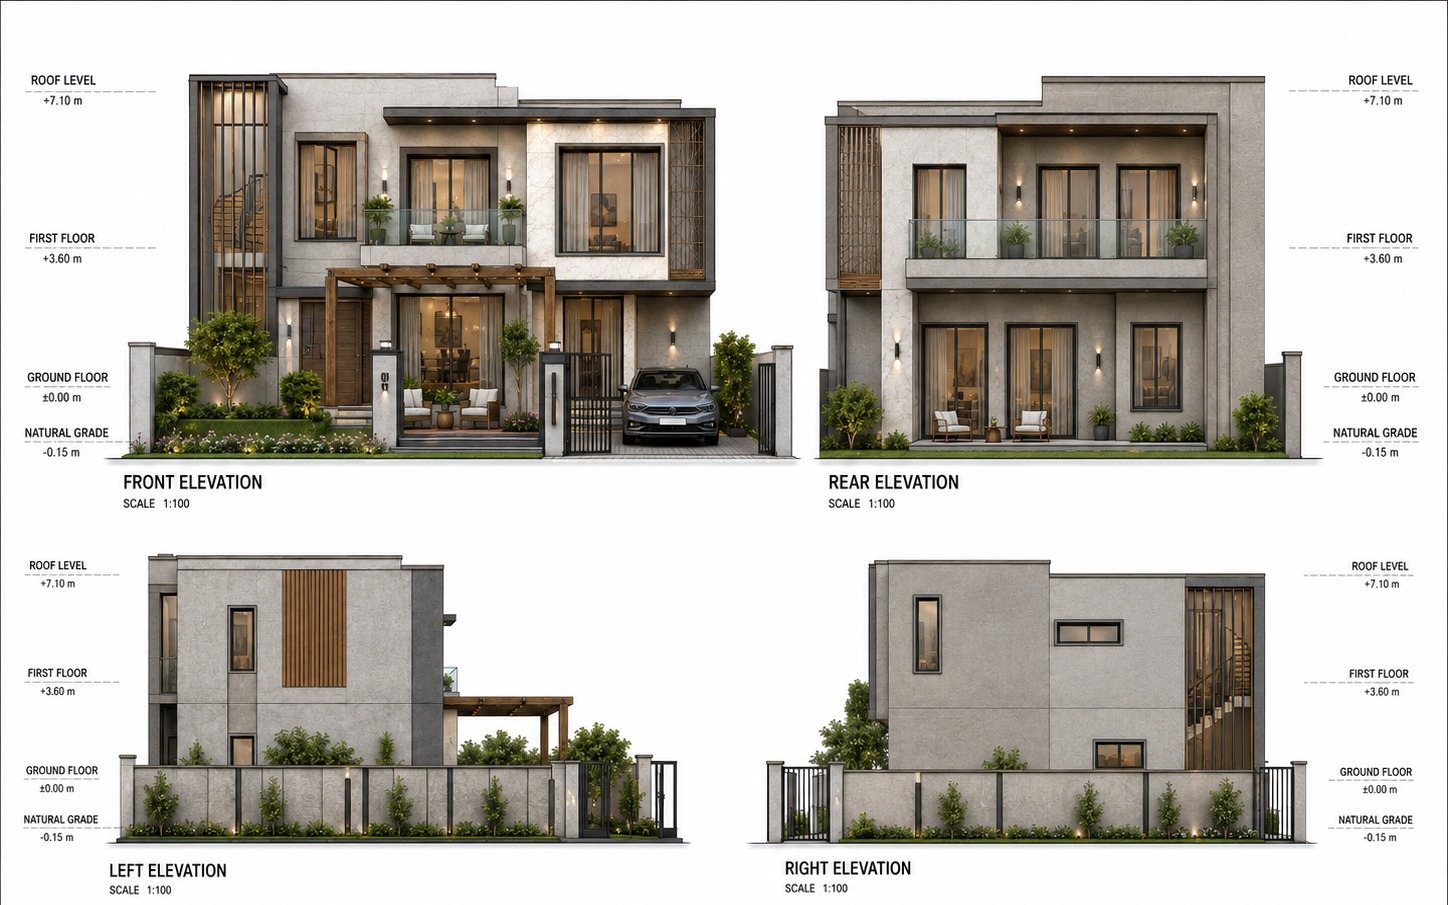 ROOF LEVEL
+7.10 m
FIRST FLOOR
+3.60 m
GROUND FLOOR
±0.00 m
NATURAL GRADE
-0.15 m
FRONT ELEVATION
SCALE 1:100
ROOF LEVEL
+7.10 m
FIRST FLOOR
+3.60 m
GROUND FLOOR
±0.00 m
NATURAL GRADE
-0.15 m
REAR ELEVATION
SCALE 1:100
ROOF LEVEL
+7.10 m
FIRST FLOOR
+3.60 m
GROUND FLOOR
±0.00 m
NATURAL GRADE
-0.15 m
LEFT ELEVATION
SCALE 1:100
ROOF LEVEL
+7.10 m
FIRST FLOOR
+3.60 m
GROUND FLOOR
±0.00 m
NATURAL GRADE
-0.15 m
RIGHT ELEVATION
SCALE 1:100